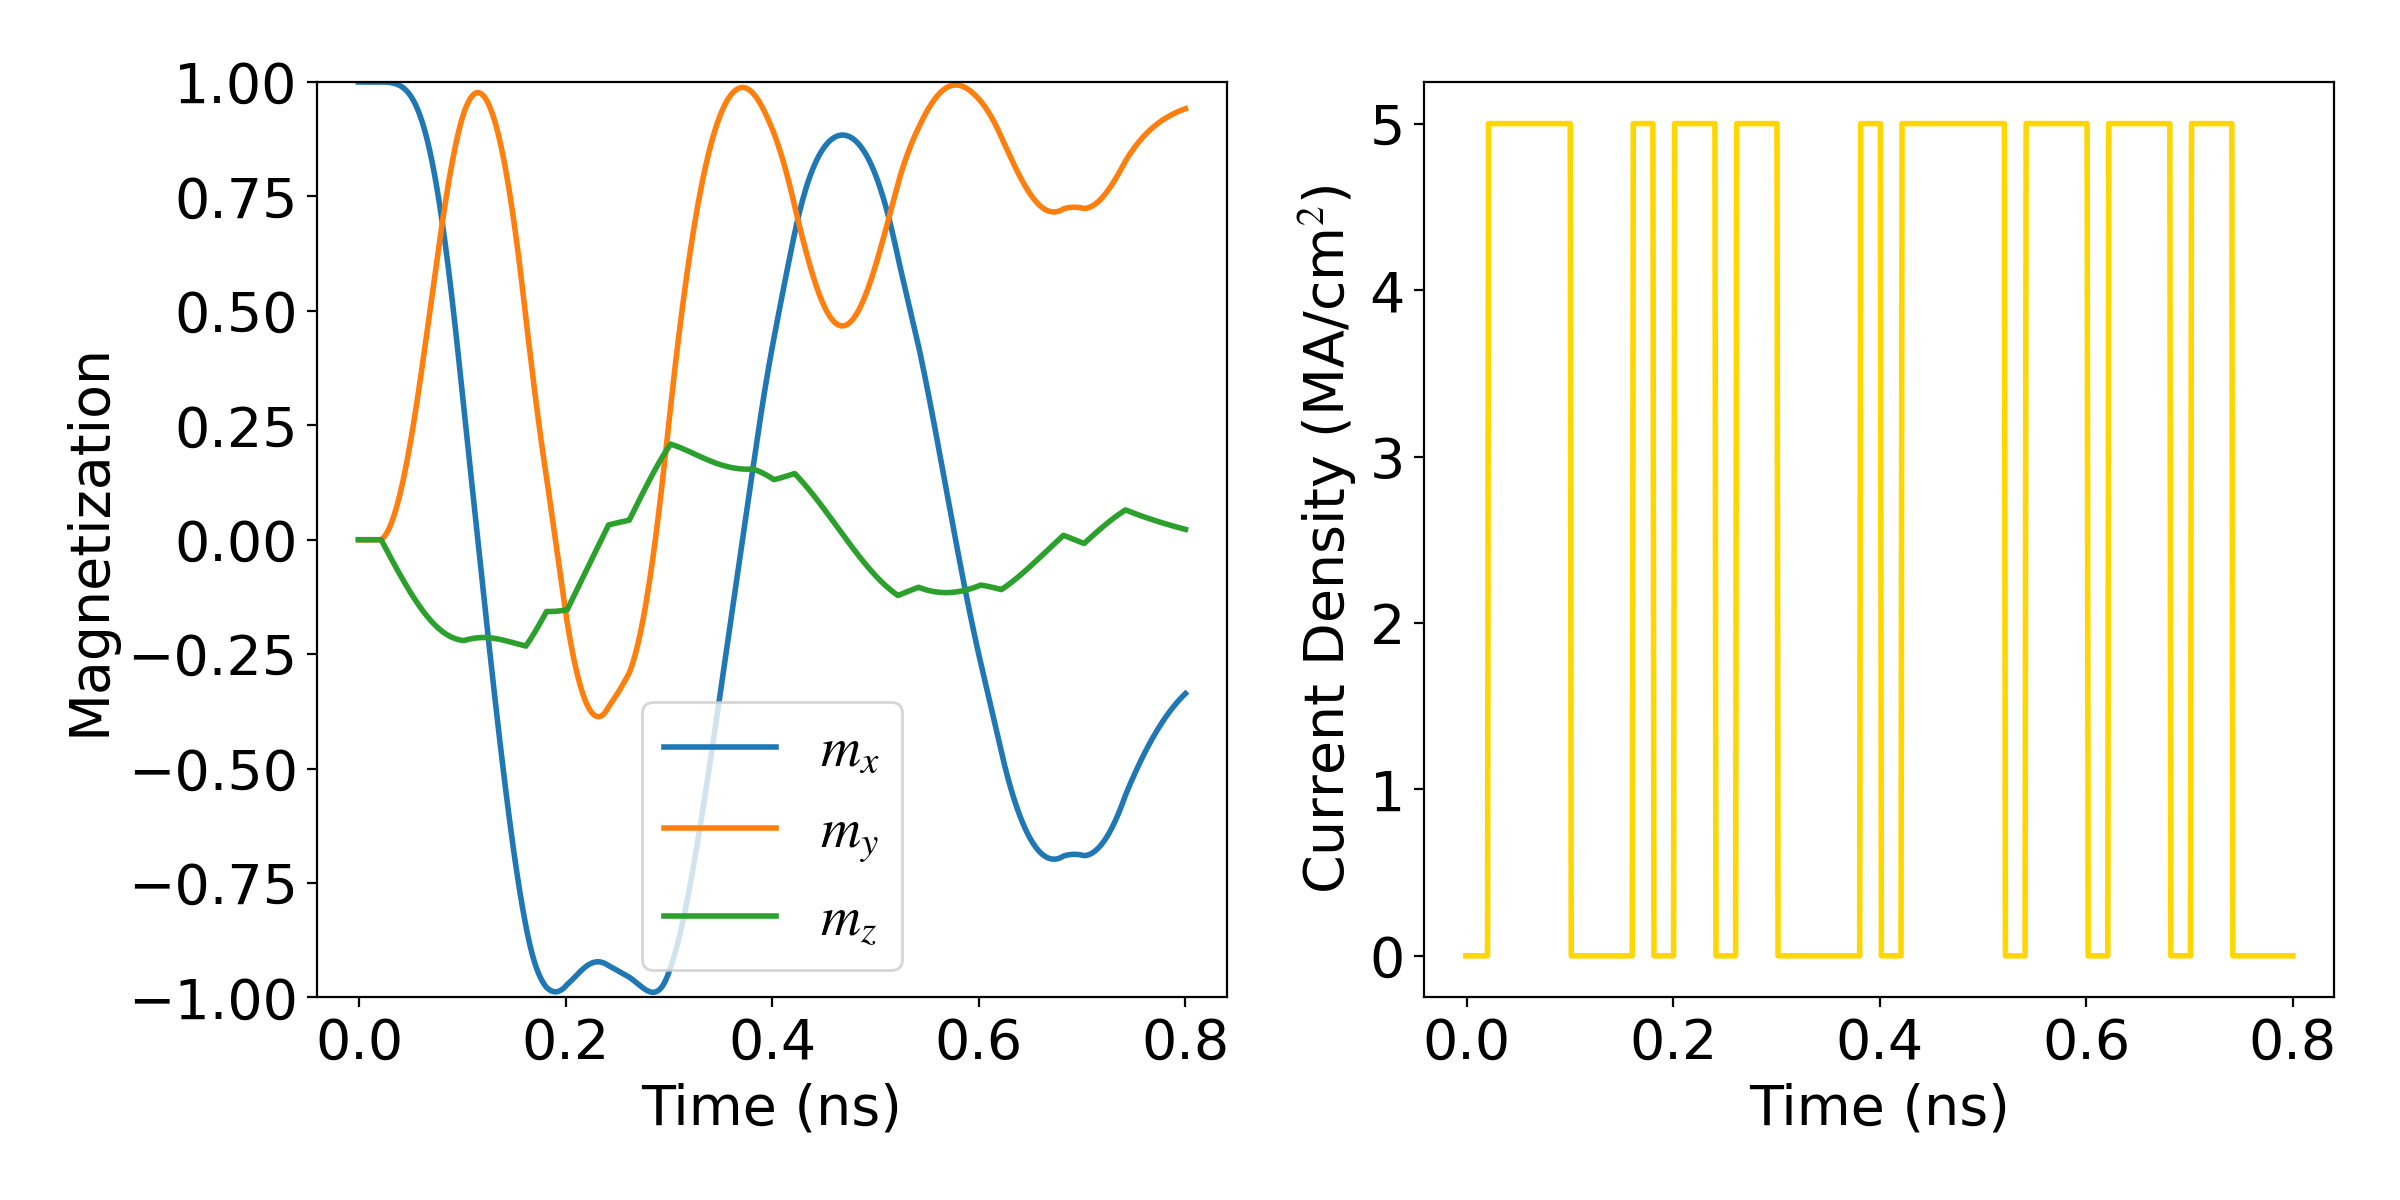 Magnetization
1.00
0.75
0.50
0.25
0.00
−0.25
−0.50
−0.75
−1.00
0.0 0.2 0.4 0.6 0.8
Time (ns)
m_x
m_y
m_z
Current Density (MA/cm²)
5
4
3
2
1
0
0.0 0.2 0.4 0.6 0.8
Time (ns)